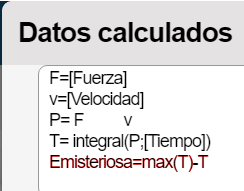 Datos calculados
F=[Fuerza]
v=[Velocidad]
P= F v
T= integral(P;[Tiempo])
Emisteriosa=max(T)-T